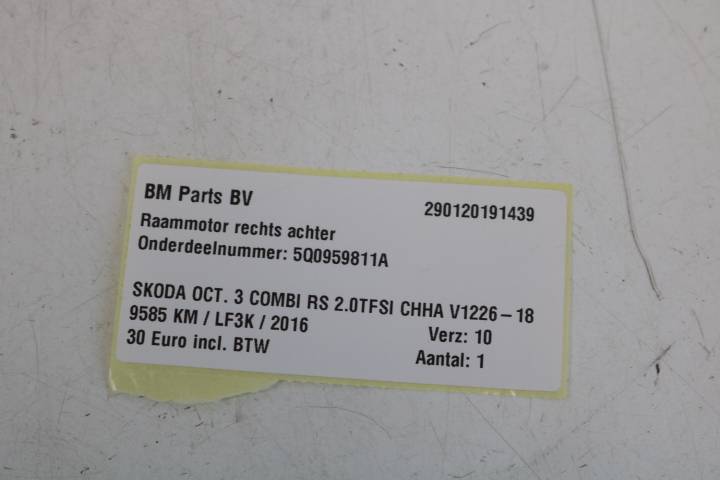 BM Parts BV 290120191439
Raammotor rechts achter
Onderdeelnummer: 5Q0959811A
SKODA OCT. 3 COMBI RS 2.0TFSI CHHA V1226-18
9585 KM / LF3K / 2016 Verz: 10
30 Euro incl. BTW Aantal: 1